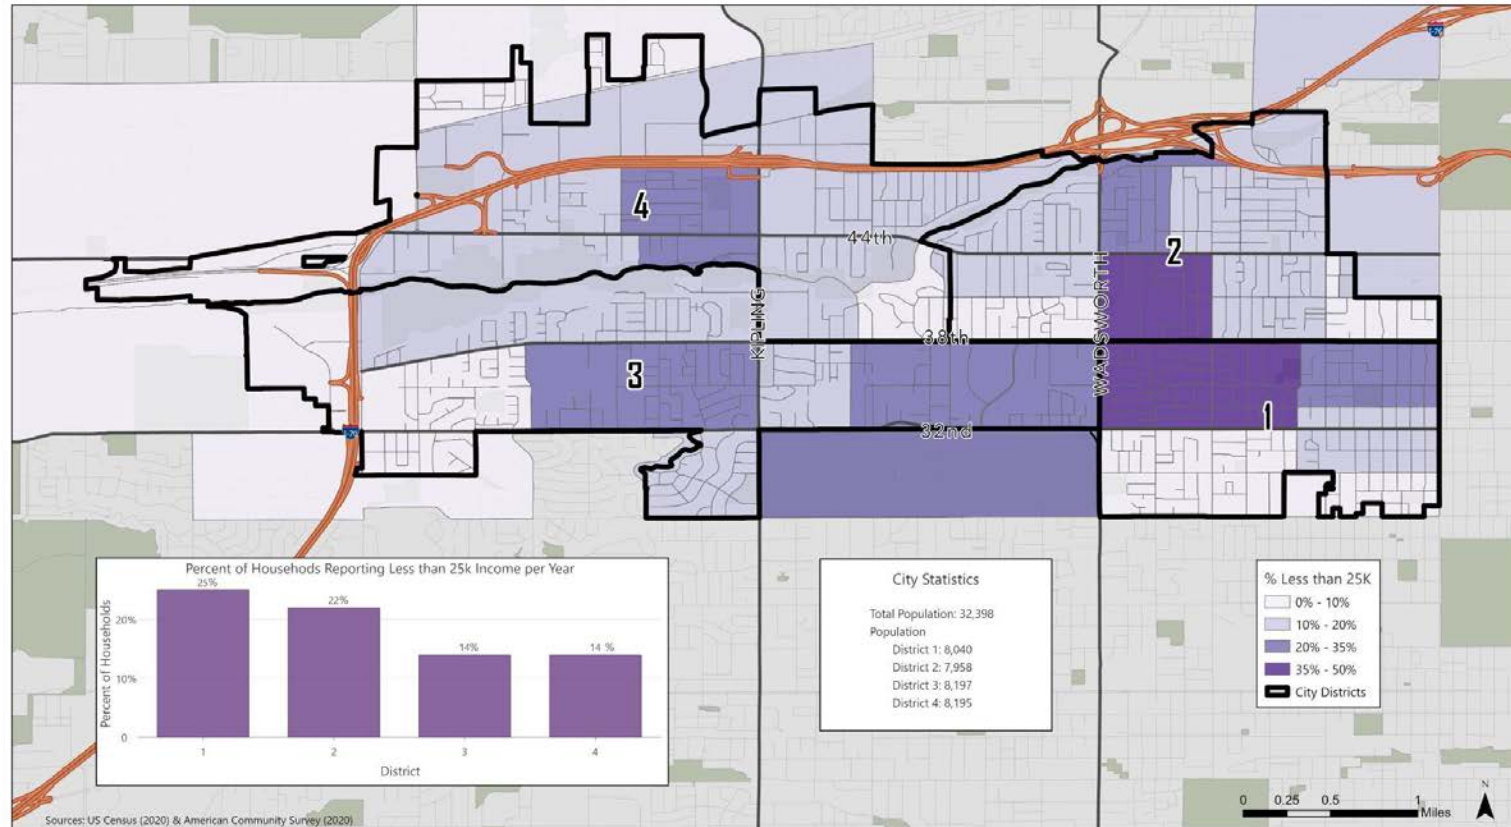 I-70
4
44th
2
KIPLING
WADSWORTH
38th
3
1
32nd
I-70
Percent of Househods Reporting Less than 25k Income per Year
Percent of Households
20%
10%
0
25%
22%
14%
14 %
1
2
3
4
District
City Statistics
Total Population: 32,398
Population
District 1: 8,040
District 2: 7,958
District 3: 8,197
District 4: 8,195
% Less than 25K
0% - 10%
10% - 20%
20% - 35%
35% - 50%
City Districts
N
0 0.25 0.5 1
Miles
Sources: US Census (2020) & American Community Survey (2020)